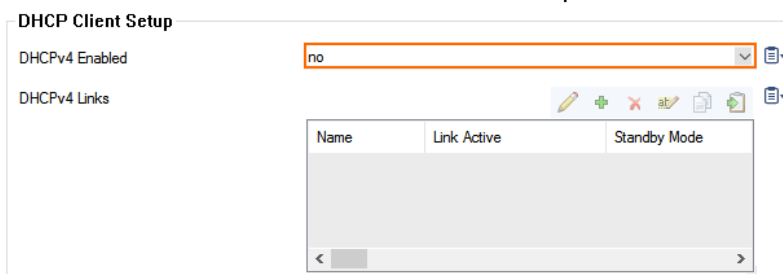 DHCP Client Setup
DHCPv4 Enabled no
DHCPv4 Links
Name Link Active Standby Mode